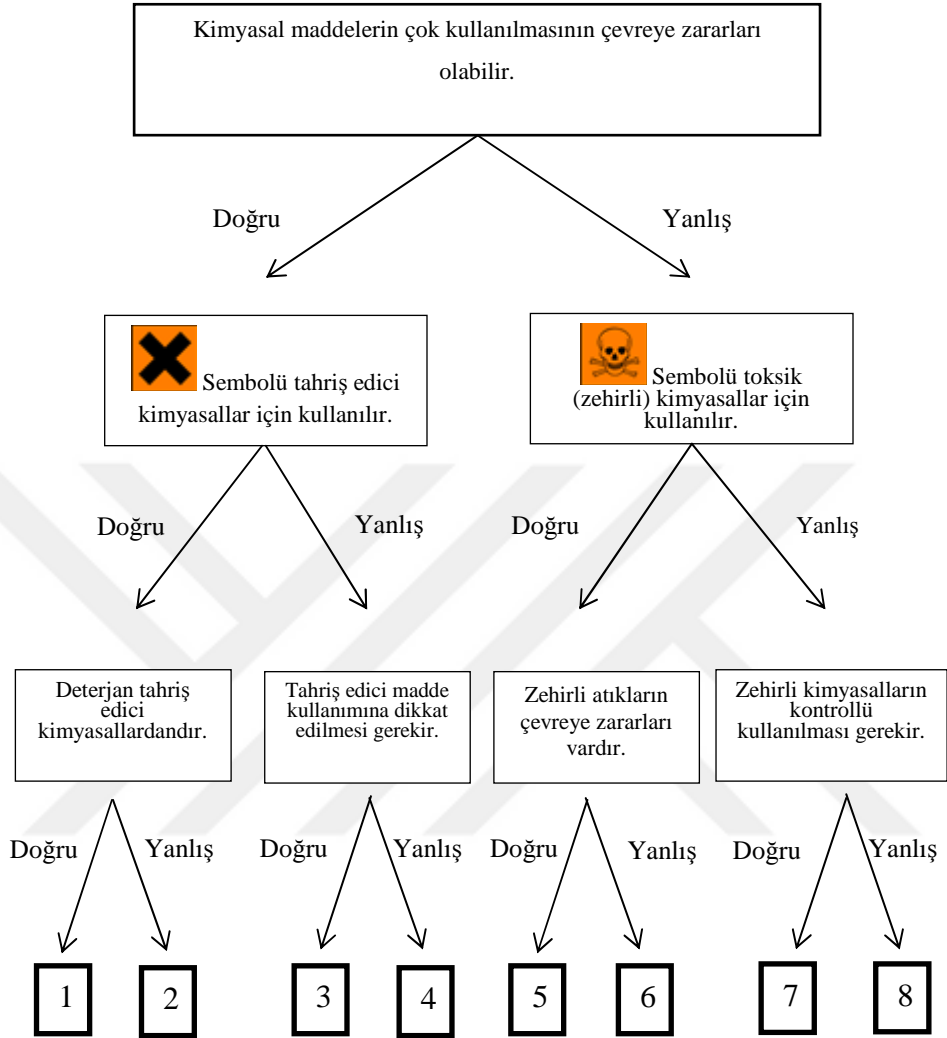 Kimyasal maddelerin çok kullanılmasının çevreye zararları
olabilir.
Doğru
Yanlış
Sembolü tahriş edici
kimyasallar için kullanılır.
Sembolü toksik
(zehirli) kimyasallar için
kullanılır.
Doğru
Yanlış
Doğru
Yanlış
Deterjan tahriş
edici
kimyasallardandır.
Tahriş edici madde
kullanımına dikkat
edilmesi gerekir.
Zehirli atıkların
çevreye zararları
vardır.
Zehirli kimyasalların
kontrollü
kullanılması gerekir.
Doğru
Yanlış
Doğru
Yanlış
Doğru
Yanlış
Doğru
Yanlış
1
2
3
4
5
6
7
8